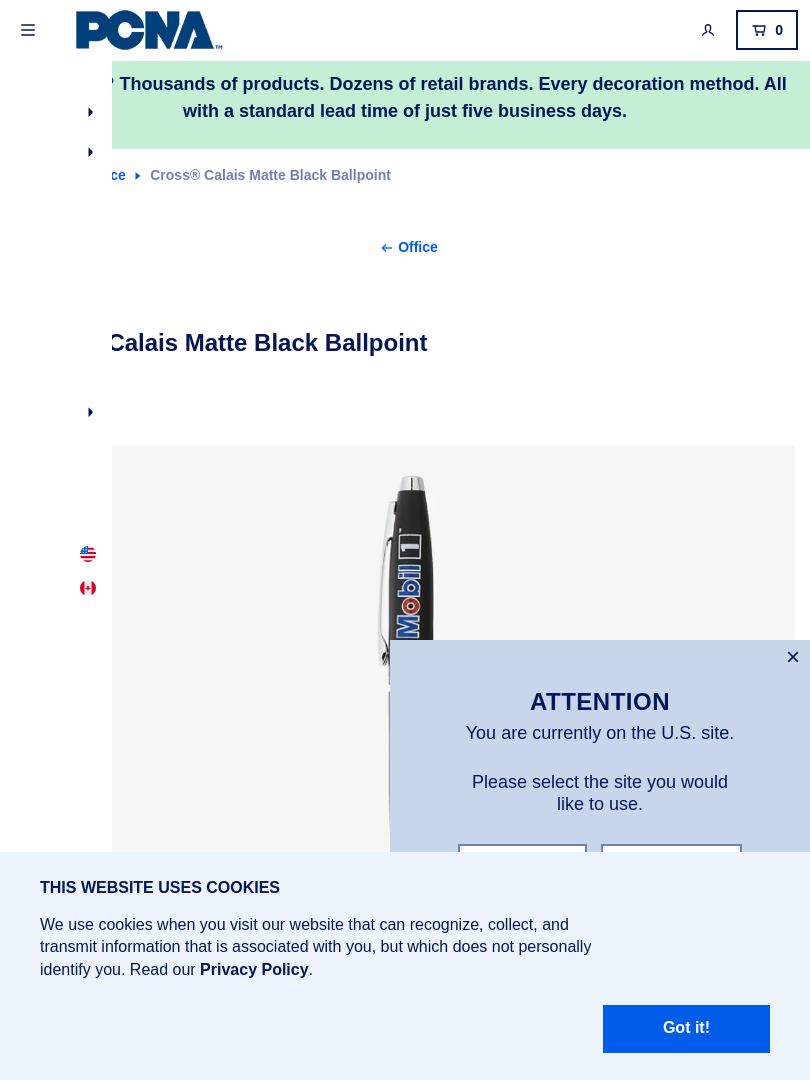 PCNA™
0
? Thousands of products. Dozens of retail brands. Every decoration method. All
with a standard lead time of just five business days.
Cross® Calais Matte Black Ballpoint
← Office
Calais Matte Black Ballpoint
Mobil 1
×
ATTENTION
You are currently on the U.S. site.
Please select the site you would
like to use.
THIS WEBSITE USES COOKIES
We use cookies when you visit our website that can recognize, collect, and
transmit information that is associated with you, but which does not personally
identify you. Read our Privacy Policy.
Got it!